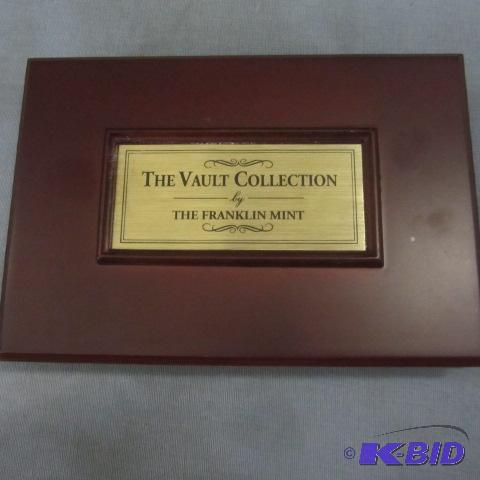 THE VAULT COLLECTION
by
THE FRANKLIN MINT
© K-BID